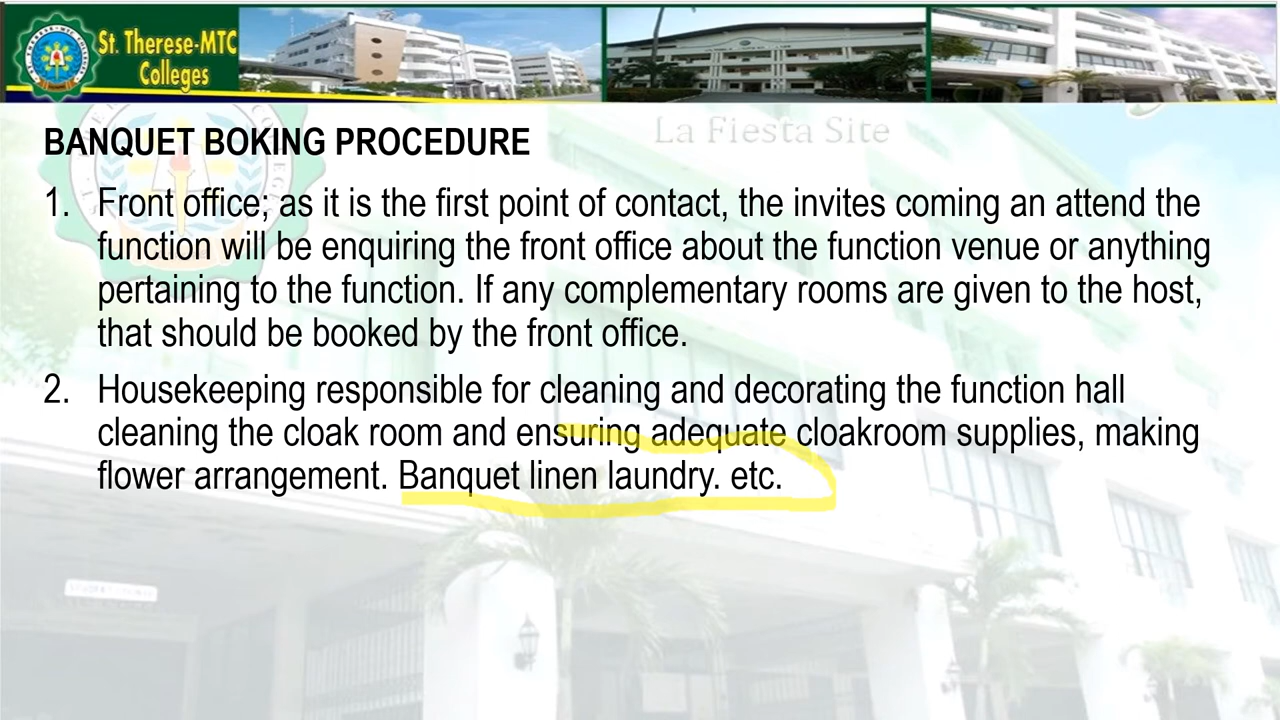 St. Therese-MTC
Colleges
La Fiesta Site
BANQUET BOKING PROCEDURE
1. Front office; as it is the first point of contact, the invites coming an attend the
function will be enquiring the front office about the function venue or anything
pertaining to the function. If any complementary rooms are given to the host,
that should be booked by the front office.
2. Housekeeping responsible for cleaning and decorating the function hall
cleaning the cloak room and ensuring adequate cloakroom supplies, making
flower arrangement. Banquet linen laundry. etc.